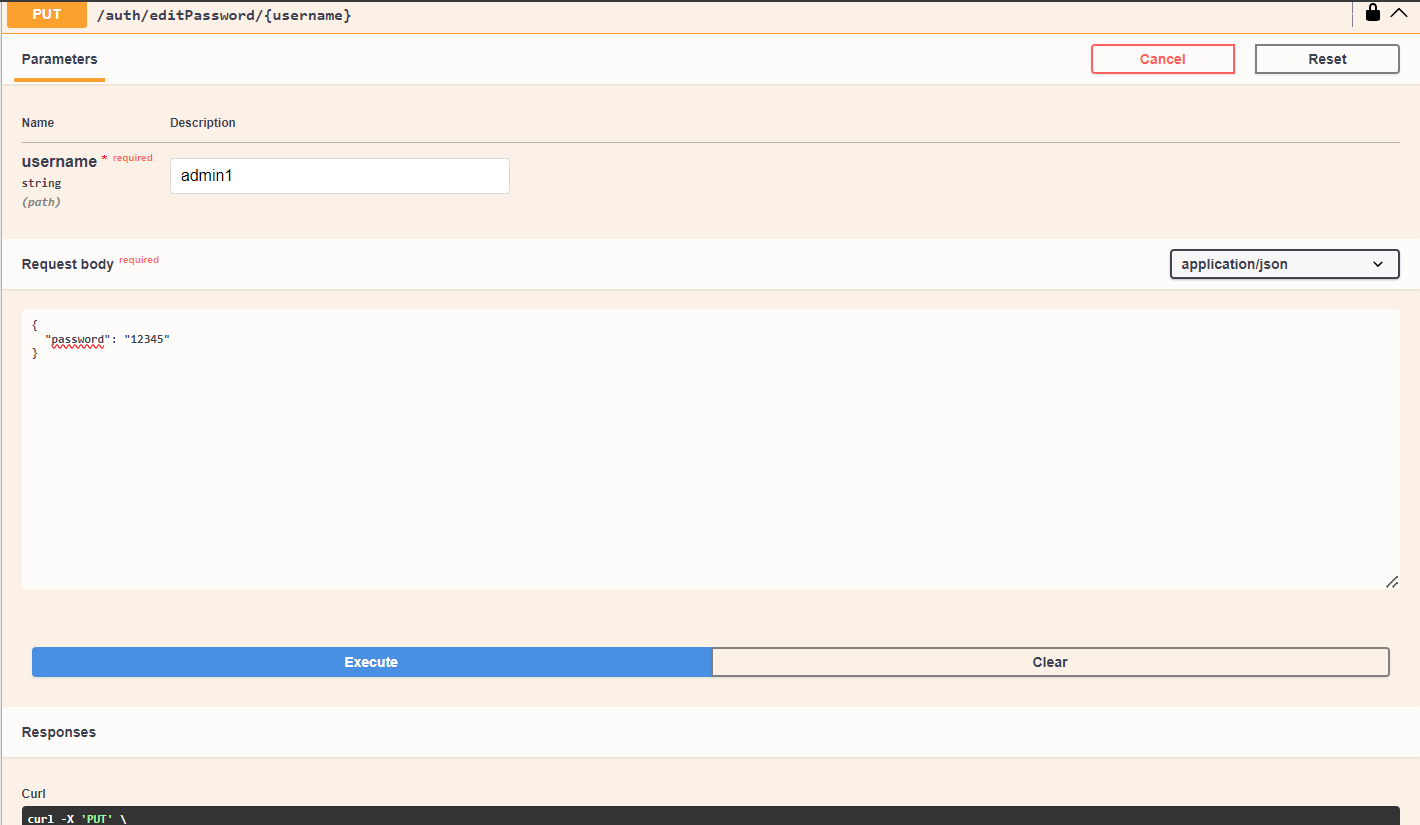 PUT /auth/editPassword/{username}
Parameters
Cancel
Reset
Name Description
username * required
string
(path)
admin1
Request body required
application/json
{
  "password": "12345"
}
Execute
Clear
Responses
Curl
curl -X 'PUT' \